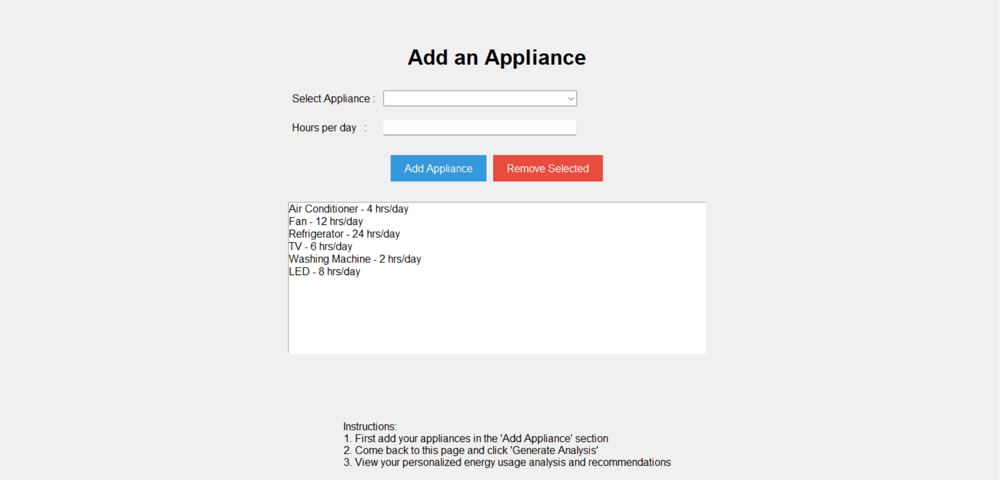 Add an Appliance
Select Appliance :
Hours per day :
Add Appliance Remove Selected
Air Conditioner - 4 hrs/day
Fan - 12 hrs/day
Refrigerator - 24 hrs/day
TV - 6 hrs/day
Washing Machine - 2 hrs/day
LED - 8 hrs/day
Instructions:
1. First add your appliances in the 'Add Appliance' section
2. Come back to this page and click 'Generate Analysis'
3. View your personalized energy usage analysis and recommendations